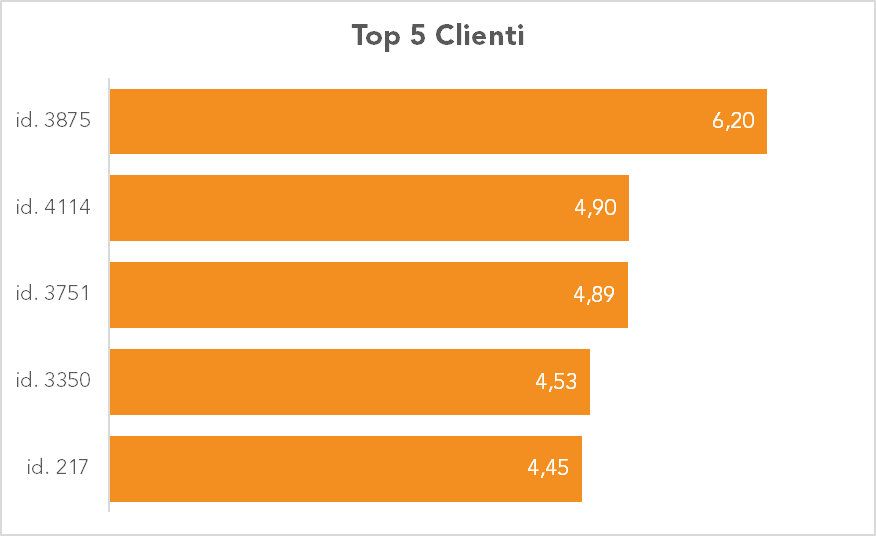 Top 5 Clienti
id. 3875 6,20
id. 4114 4,90
id. 3751 4,89
id. 3350 4,53
id. 217 4,45